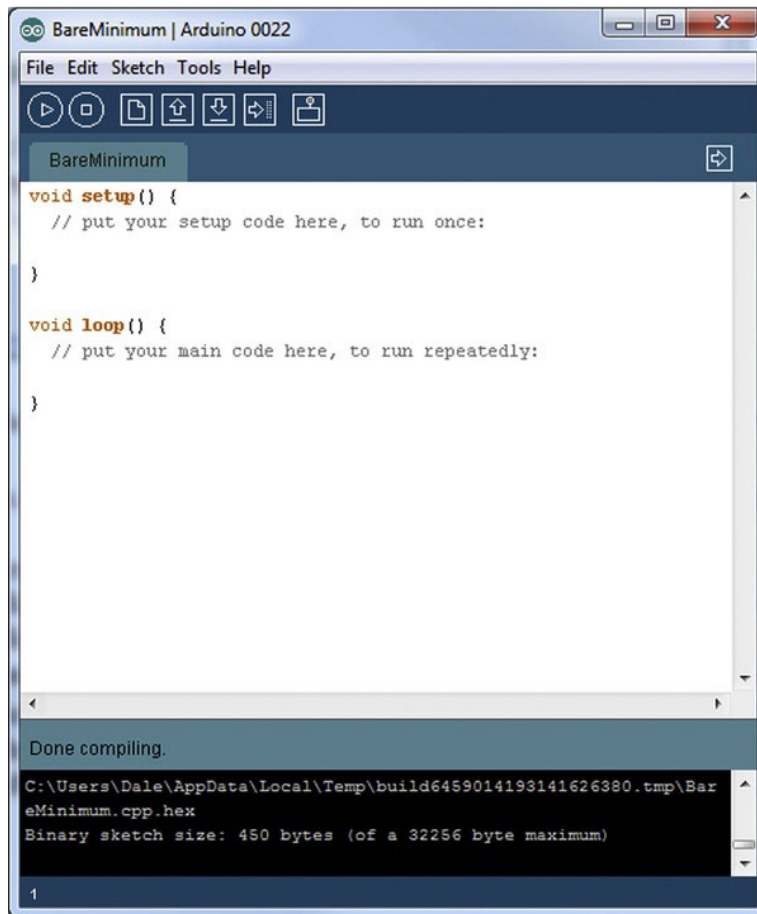 BareMinimum | Arduino 0022
File Edit Sketch Tools Help
BareMinimum
void setup() {
  // put your setup code here, to run once:
}
void loop() {
  // put your main code here, to run repeatedly:
}
Done compiling.
C:\Users\Dale\AppData\Local\Temp\build6459014193141626380.tmp\Bar
eMinimum.cpp.hex
Binary sketch size: 450 bytes (of a 32256 byte maximum)
1